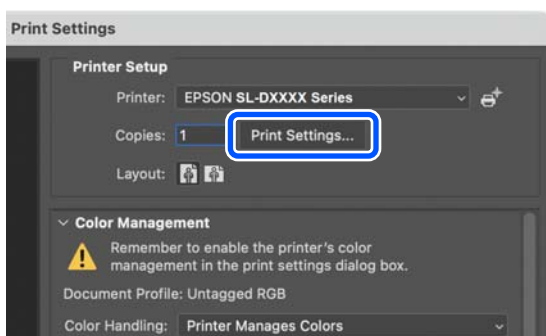 Print Settings
Printer Setup
Printer: EPSON SL-DXXXX Series
Copies: 1 Print Settings...
Layout:
Color Management
Remember to enable the printer's color
management in the print settings dialog box.
Document Profile: Untagged RGB
Color Handling: Printer Manages Colors